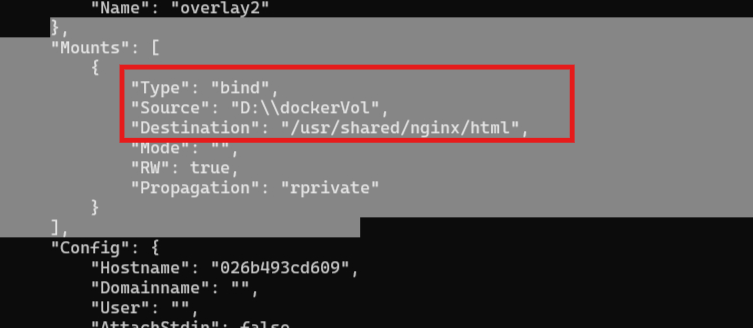 "Name": "overlay2"
},
"Mounts": [
{
"Type": "bind",
"Source": "D:\\dockerVol",
"Destination": "/usr/shared/nginx/html",
"Mode": "",
"RW": true,
"Propagation": "rprivate"
}
],
"Config": {
"Hostname": "026b493cd609",
"Domainname": "",
"User": "",
"AttachStdin": false,